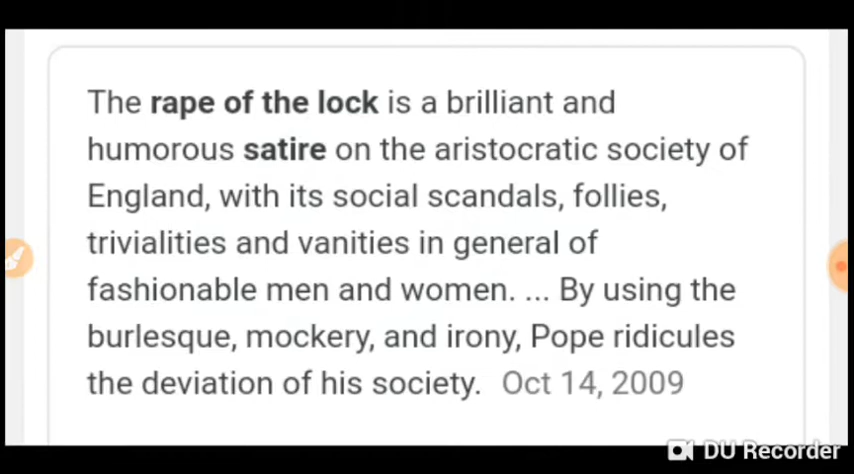 The rape of the lock is a brilliant and
humorous satire on the aristocratic society of
England, with its social scandals, follies,
trivialities and vanities in general of
fashionable men and women. ... By using the
burlesque, mockery, and irony, Pope ridicules
the deviation of his society. Oct 14, 2009
DU Recorder